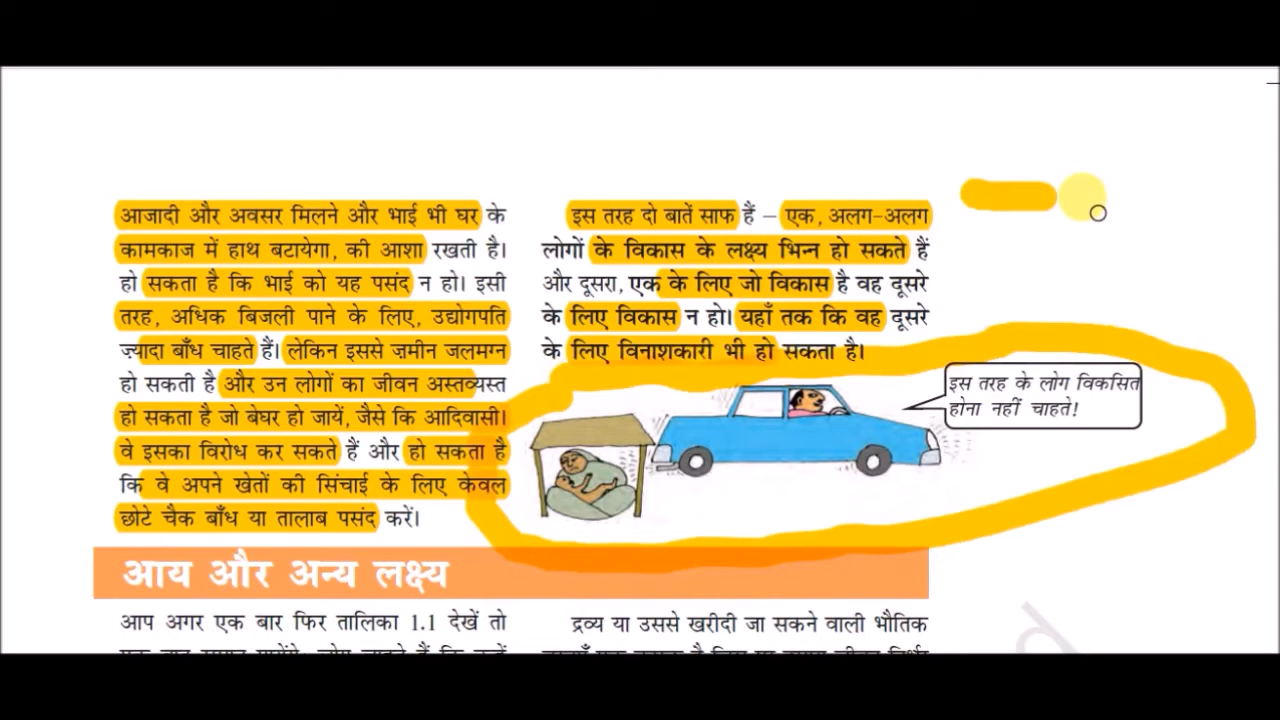 आजादी और अवसर मिलने और भाई भी घर के
कामकाज में हाथ बटायेगा, की आशा रखती है।
हो सकता है कि भाई को यह पसंद न हो। इसी
तरह, अधिक बिजली पाने के लिए, उद्योगपति
ज़्यादा बाँध चाहते हैं। लेकिन इससे ज़मीन जलमग्न
हो सकती है और उन लोगों का जीवन अस्तव्यस्त
हो सकता है जो बेघर हो जायें, जैसे कि आदिवासी।
वे इसका विरोध कर सकते हैं और हो सकता है
कि वे अपने खेतों की सिंचाई के लिए केवल
छोटे चैक बाँध या तालाब पसंद करें।
इस तरह दो बातें साफ हैं – एक, अलग-अलग
लोगों के विकास के लक्ष्य भिन्न हो सकते हैं
और दूसरा, एक के लिए जो विकास है वह दूसरे
के लिए विकास न हो। यहाँ तक कि वह दूसरे
के लिए विनाशकारी भी हो सकता है।
इस तरह के लोग विकसित
होना नहीं चाहते!
आय और अन्य लक्ष्य
आप अगर एक बार फिर तालिका 1.1 देखें तो
द्रव्य या उससे खरीदी जा सकने वाली भौतिक